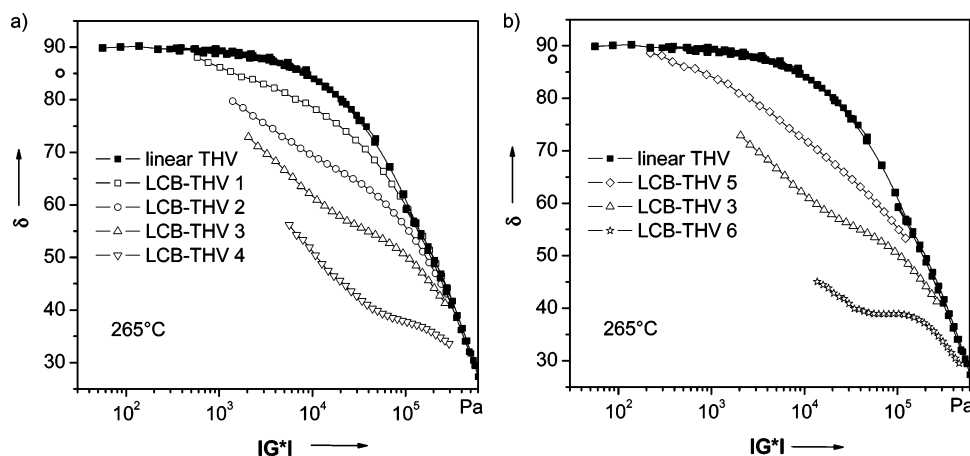 a)
90
°
80
70
60
50
40
30
δ
linear THV
LCB-THV 1
LCB-THV 2
LCB-THV 3
LCB-THV 4
265°C
10² 10³ 10⁴ 10⁵ Pa
|G*|
b)
90
°
80
70
60
50
40
30
δ
linear THV
LCB-THV 5
LCB-THV 3
LCB-THV 6
265°C
10² 10³ 10⁴ 10⁵ Pa
|G*|